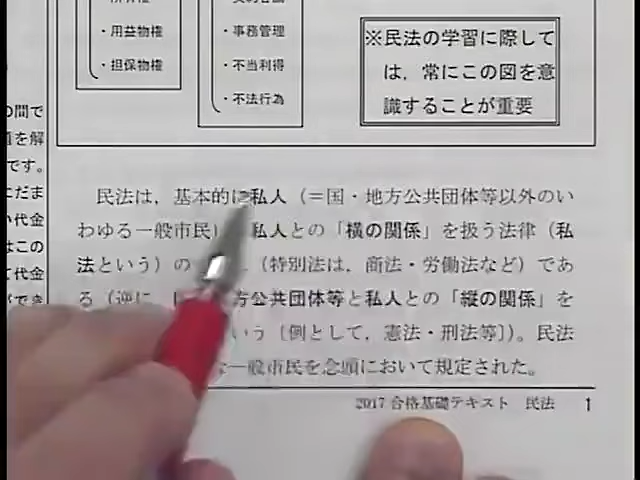 ・用益物権
・担保物権
・事務管理
・不当利得
・不法行為
※民法の学習に際して
は，常にこの図を意
識することが重要
の間で
を解
です。
こだま
い代金
はこの
て代金
ができ
民法は，基本的に私人（＝国・地方公共団体等以外のい
わゆる一般市民）私人との「横の関係」を扱う法律（私
法という）の（特別法は，商法・労働法など）であ
る（逆に，方公共団体等と私人との「縦の関係」を
いう〔例として，憲法・刑法等〕）。民法
一般市民を念頭において規定された。
2017 合格基礎テキスト 民法 1